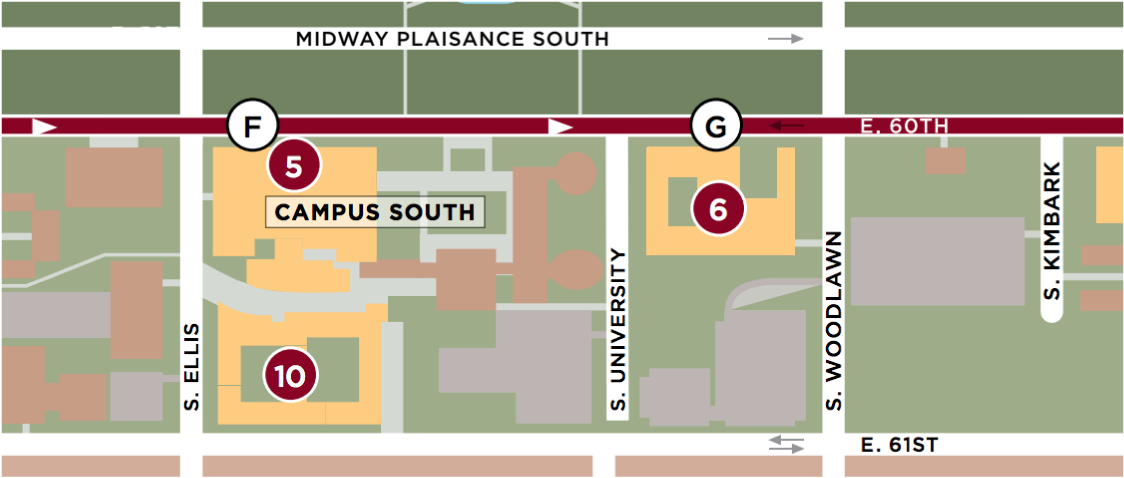 MIDWAY PLAISANCE SOUTH
F
G
E. 60TH
5
CAMPUS SOUTH
6
S. KIMBARK
S. ELLIS
S. UNIVERSITY
S. WOODLAWN
10
E. 61ST